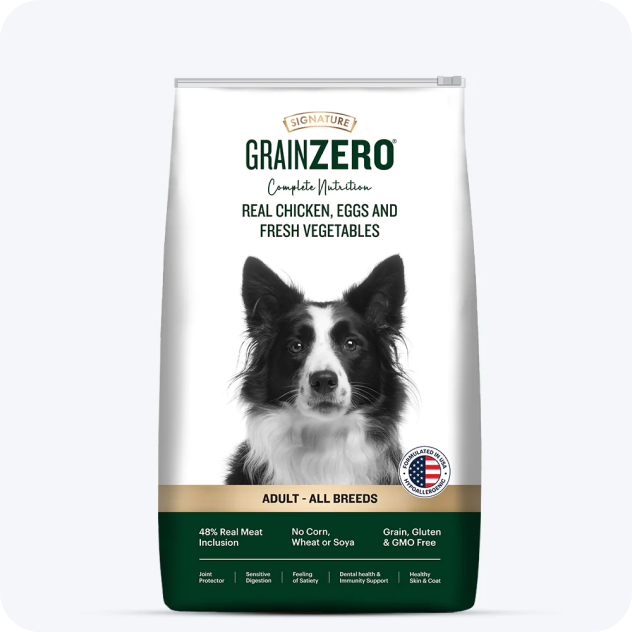 SIGNATURE
GRAINZERO®
Complete Nutrition
REAL CHICKEN, EGGS AND
FRESH VEGETABLES
FORMULATED IN USA
HYPOALLERGENIC
ADULT - ALL BREEDS
48% Real Meat
Inclusion
No Corn,
Wheat or Soya
Grain, Gluten
& GMO Free
Joint
Protector
Sensitive
Digestion
Feeling
of Satiety
Dental health &
Immunity Support
Healthy
Skin & Coat